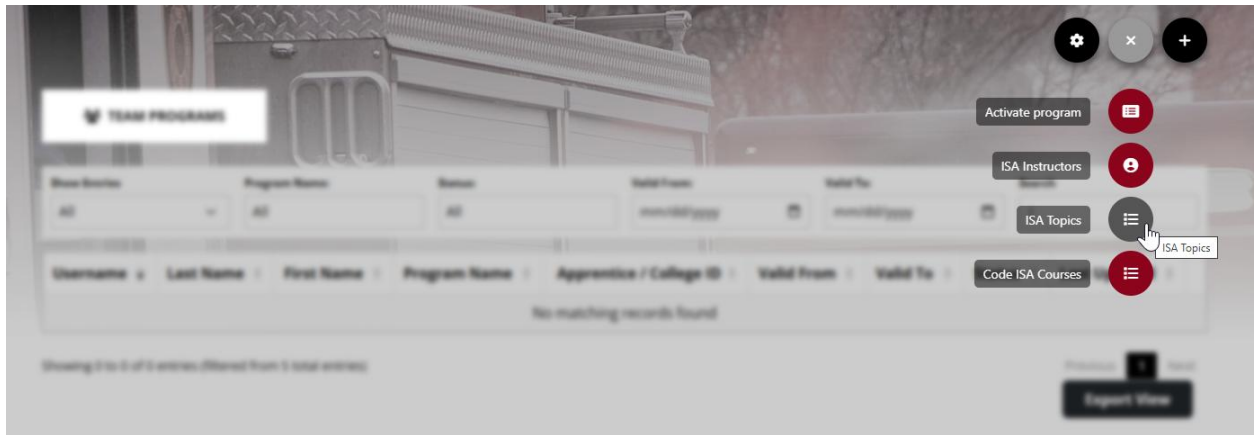 Activate program
TEAM PROGRAMS
ISA Instructors
Show Entries Program Name: Status: Valid From: Valid To: Search
All All All mm/dd/yyyy mm/dd/yyyy ISA Topics
ISA Topics
Username Last Name First Name Program Name Apprentice / College ID Valid From Valid To Code ISA Courses
No matching records found
Showing 0 to 0 of 0 entries (filtered from 5 total entries)
Previous 1 Next
Export View